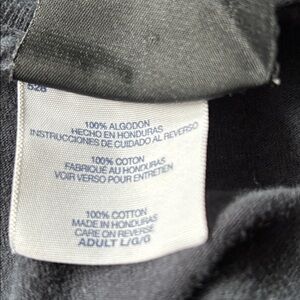 528
100% ALGODON
HECHO EN HONDURAS
INSTRUCCIONES DE CUIDADO AL REVERSO
100% COTON
FABRIQUÉ AU HONDURAS
VOIR VERSO POUR ENTRETIEN
100% COTTON
MADE IN HONDURAS
CARE ON REVERSE
ADULT L/G/G